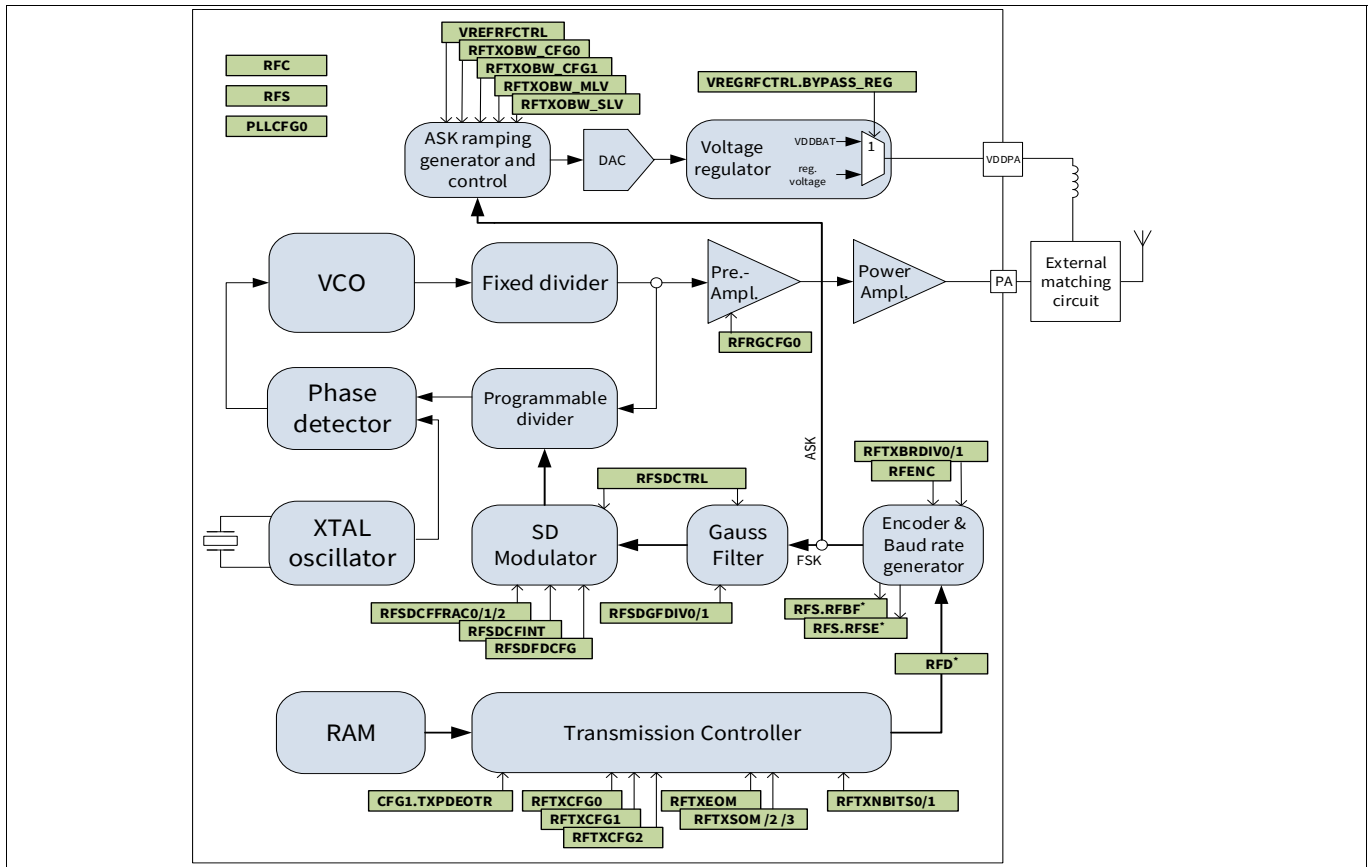 VREFRFCTRL
RFTXOBW_CFG0
RFTXOBW_CFG1
RFTXOBW_MLV
RFTXOBW_SLV
RFC
RFS
PLLCFG0
VREGRFCTRL.BYPASS_REG
ASK ramping
generator and
control
DAC
Voltage
regulator
VDDBAT
reg.
voltage
1
VDDPA
VCO
Fixed divider
Pre.-
Ampl.
Power
Ampl.
PA
External
matching
circuit
RFRGCFG0
Phase
detector
Programmable
divider
ASK
RFTXBRDIV0/1
RFENC
RFSDCTRL
XTAL
oscillator
SD
Modulator
Gauss
Filter
FSK
Encoder &
Baud rate
generator
RFSDCFFRAC0/1/2
RFSDCFINT
RFSDFDCFG
RFSDGFDIV0/1
RFS.RFBF*
RFS.RFSE*
RFD*
RAM
Transmission Controller
CFG1.TXPDEOTR
RFTXCFG0
RFTXCFG1
RFTXCFG2
RFTXEOM
RFTXSOM /2 /3
RFTXNBITS0/1